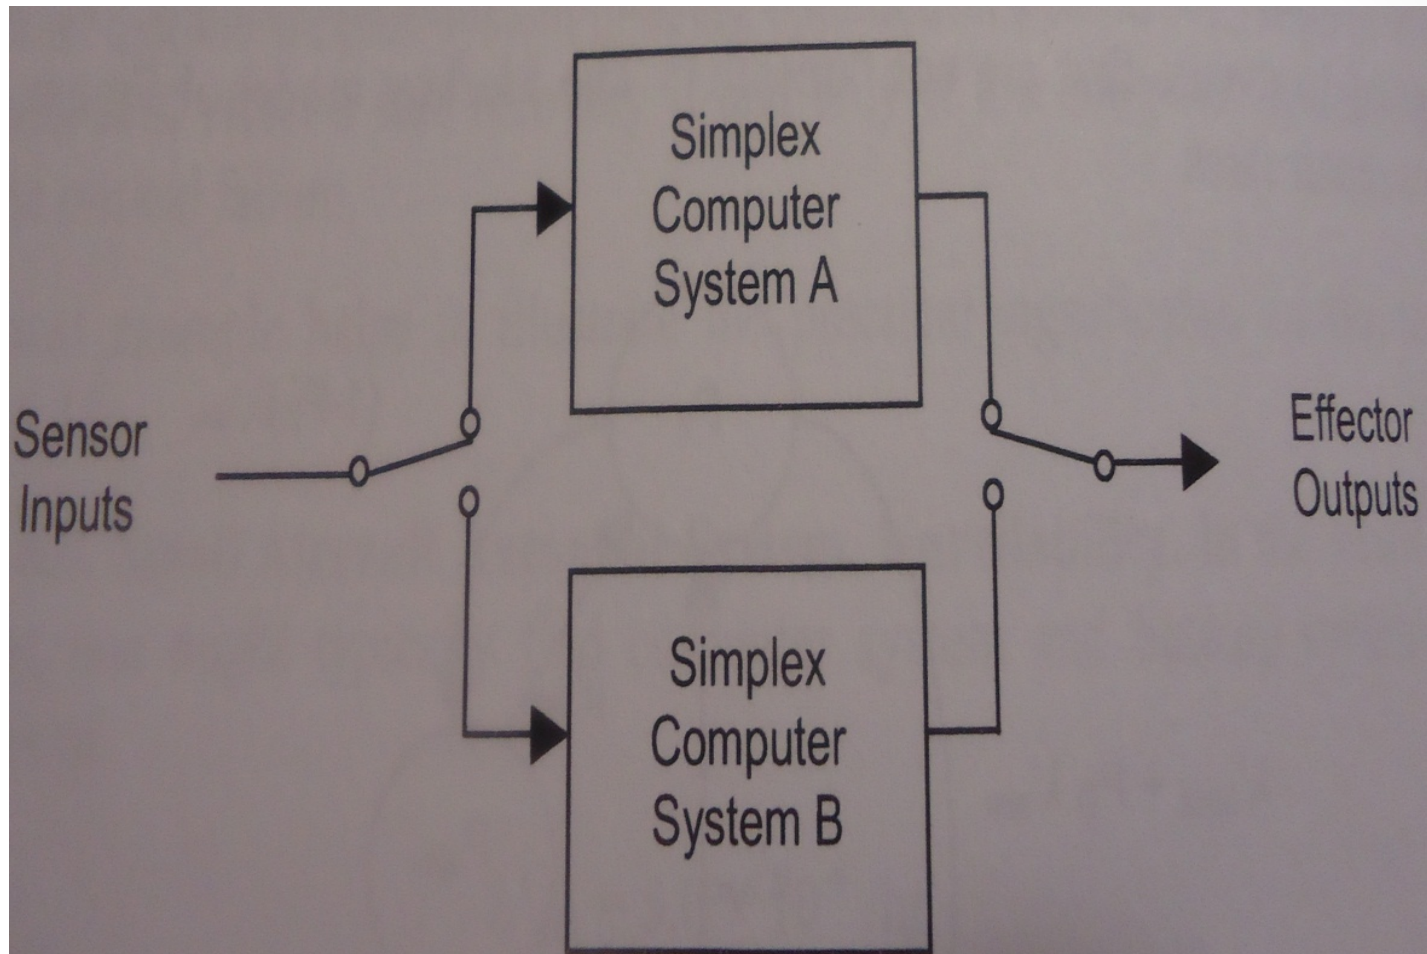 Simplex
Computer
System A
Sensor
Inputs
Effector
Outputs
Simplex
Computer
System B